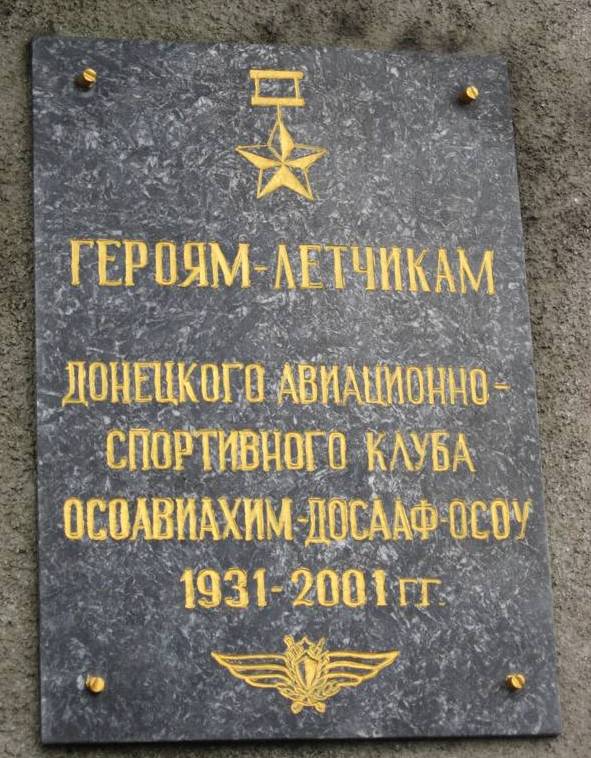 ГЕРОЯМ-ЛЕТЧИКАМ
ДОНЕЦКОГО АВИАЦИОННО-
СПОРТИВНОГО КЛУБА
ОСОАВИАХИМ-ДОСААФ-ОСОУ
1931-2001 гг.